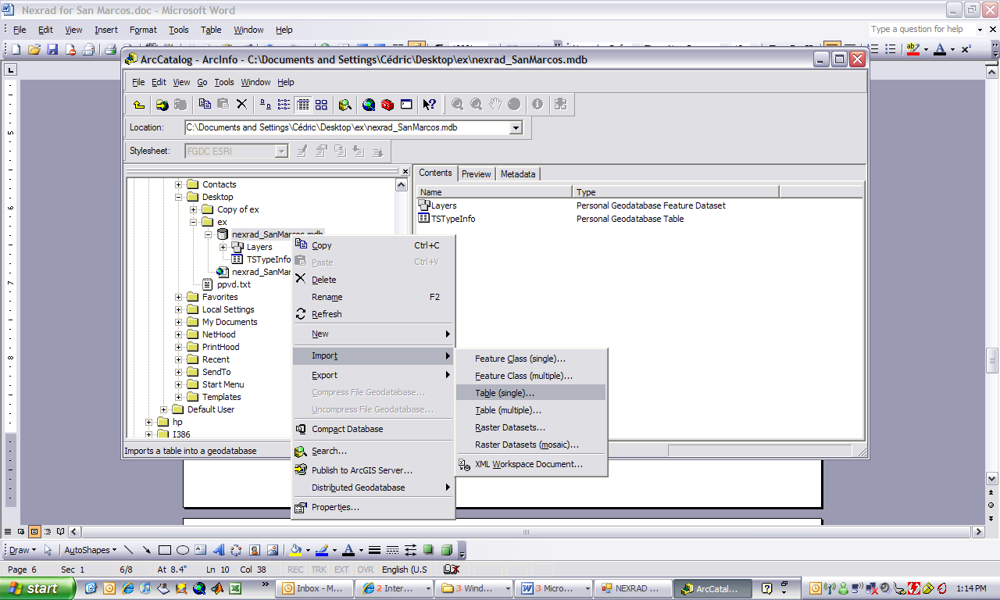 Nexrad for San Marcos.doc - Microsoft Word
File Edit View Insert Format Tools Table Window Help
Type a question for help
ArcCatalog - ArcInfo - C:\Documents and Settings\Cédric\Desktop\ex\nexrad_SanMarcos.mdb
File Edit View Go Tools Window Help
Location: C:\Documents and Settings\Cédric\Desktop\ex\nexrad_SanMarcos.mdb
Stylesheet: FGDC ESRI
Contents Preview Metadata
Name Type
Layers Personal Geodatabase Feature Dataset
TSTypeInfo Personal Geodatabase Table
Contacts
Desktop
Copy of ex
ex
nexrad_SanMarcos.mdb
Layers
TSTypeInfo
nexrad_SanMar
ppvd.txt
Favorites
Local Settings
My Documents
NetHood
PrintHood
Recent
SendTo
Start Menu
Templates
Default User
hp
I386
Imports a table into a geodatabase
Copy Ctrl+C
Paste Ctrl+V
Delete
Rename F2
Refresh
New
Import
Export
Compress File Geodatabase...
Uncompress File Geodatabase...
Compact Database
Search...
Publish to ArcGIS Server...
Distributed Geodatabase
Properties...
Feature Class (single)...
Feature Class (multiple)...
Table (single)...
Table (multiple)...
Raster Datasets...
Raster Datasets (mosaic)...
XML Workspace Document...
5
6
7
8
Draw AutoShapes
Page 6 Sec 1 6/8 At 8.4" Ln 10 Col 38 REC TRK EXT OVR English (U.S
start Inbox - M... 2 Inter... 3 Wind... 3 Micro... NEXRAD ... ArcCatal... 1:14 PM